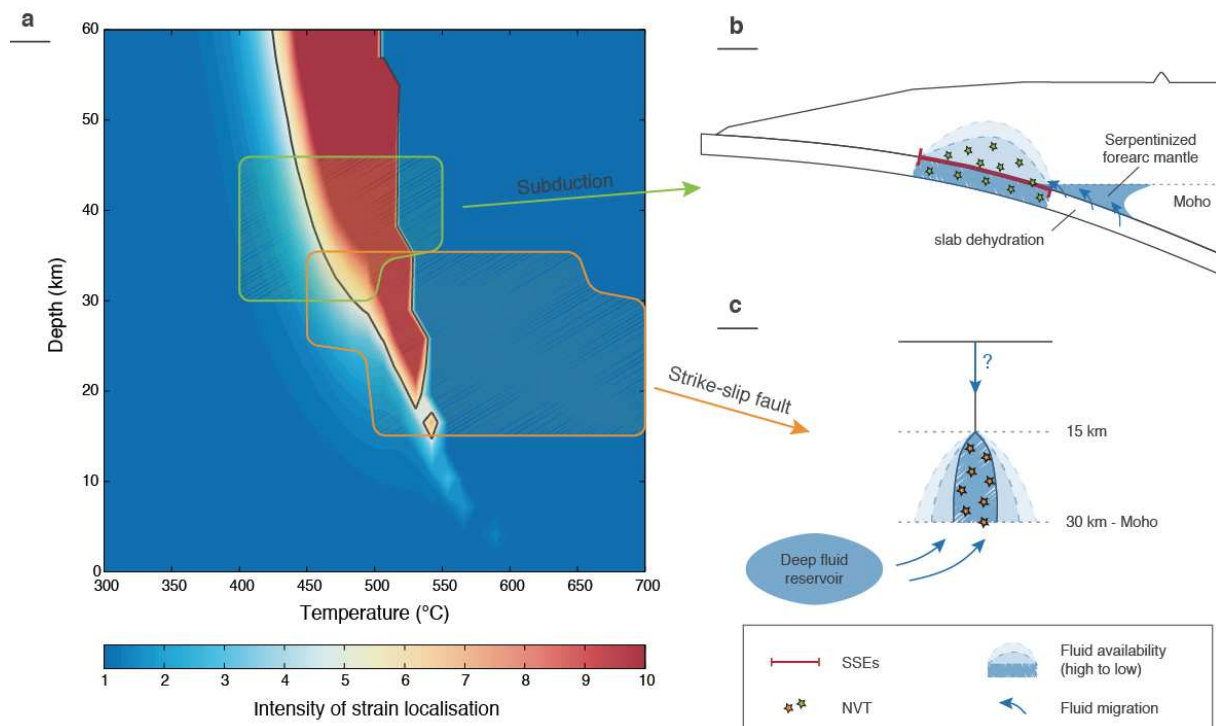 a
60
50
40
30
20
10
0
Depth (km)
300
350
400
450
500
550
600
650
700
Temperature (°C)
1
2
3
4
5
6
7
8
9
10
Intensity of strain localisation
Subduction
Strike-slip fault
b
Serpentinized
forearc mantle
Moho
slab dehydration
c
?
15 km
30 km - Moho
Deep fluid
reservoir
SSEs
Fluid availability
(high to low)
NVT
Fluid migration